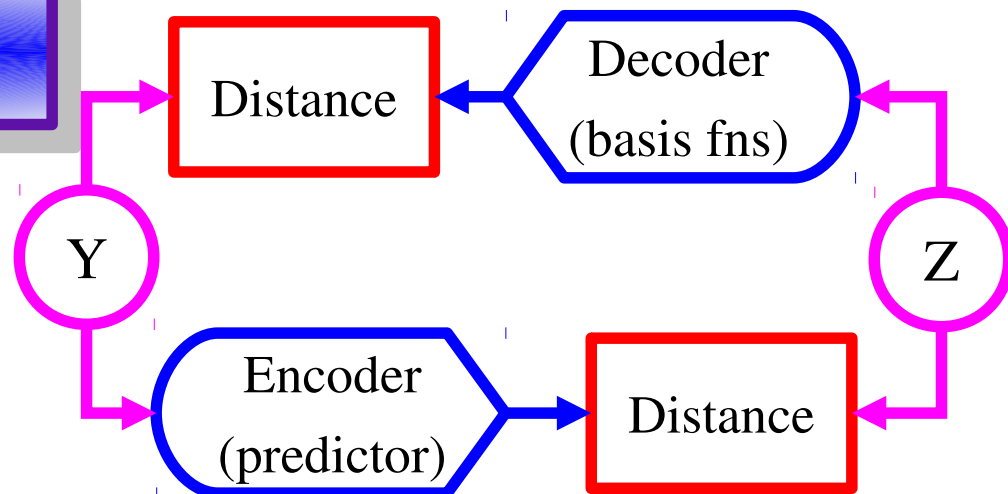 Distance
Decoder
(basis fns)
Y
Z
Encoder
(predictor)
Distance